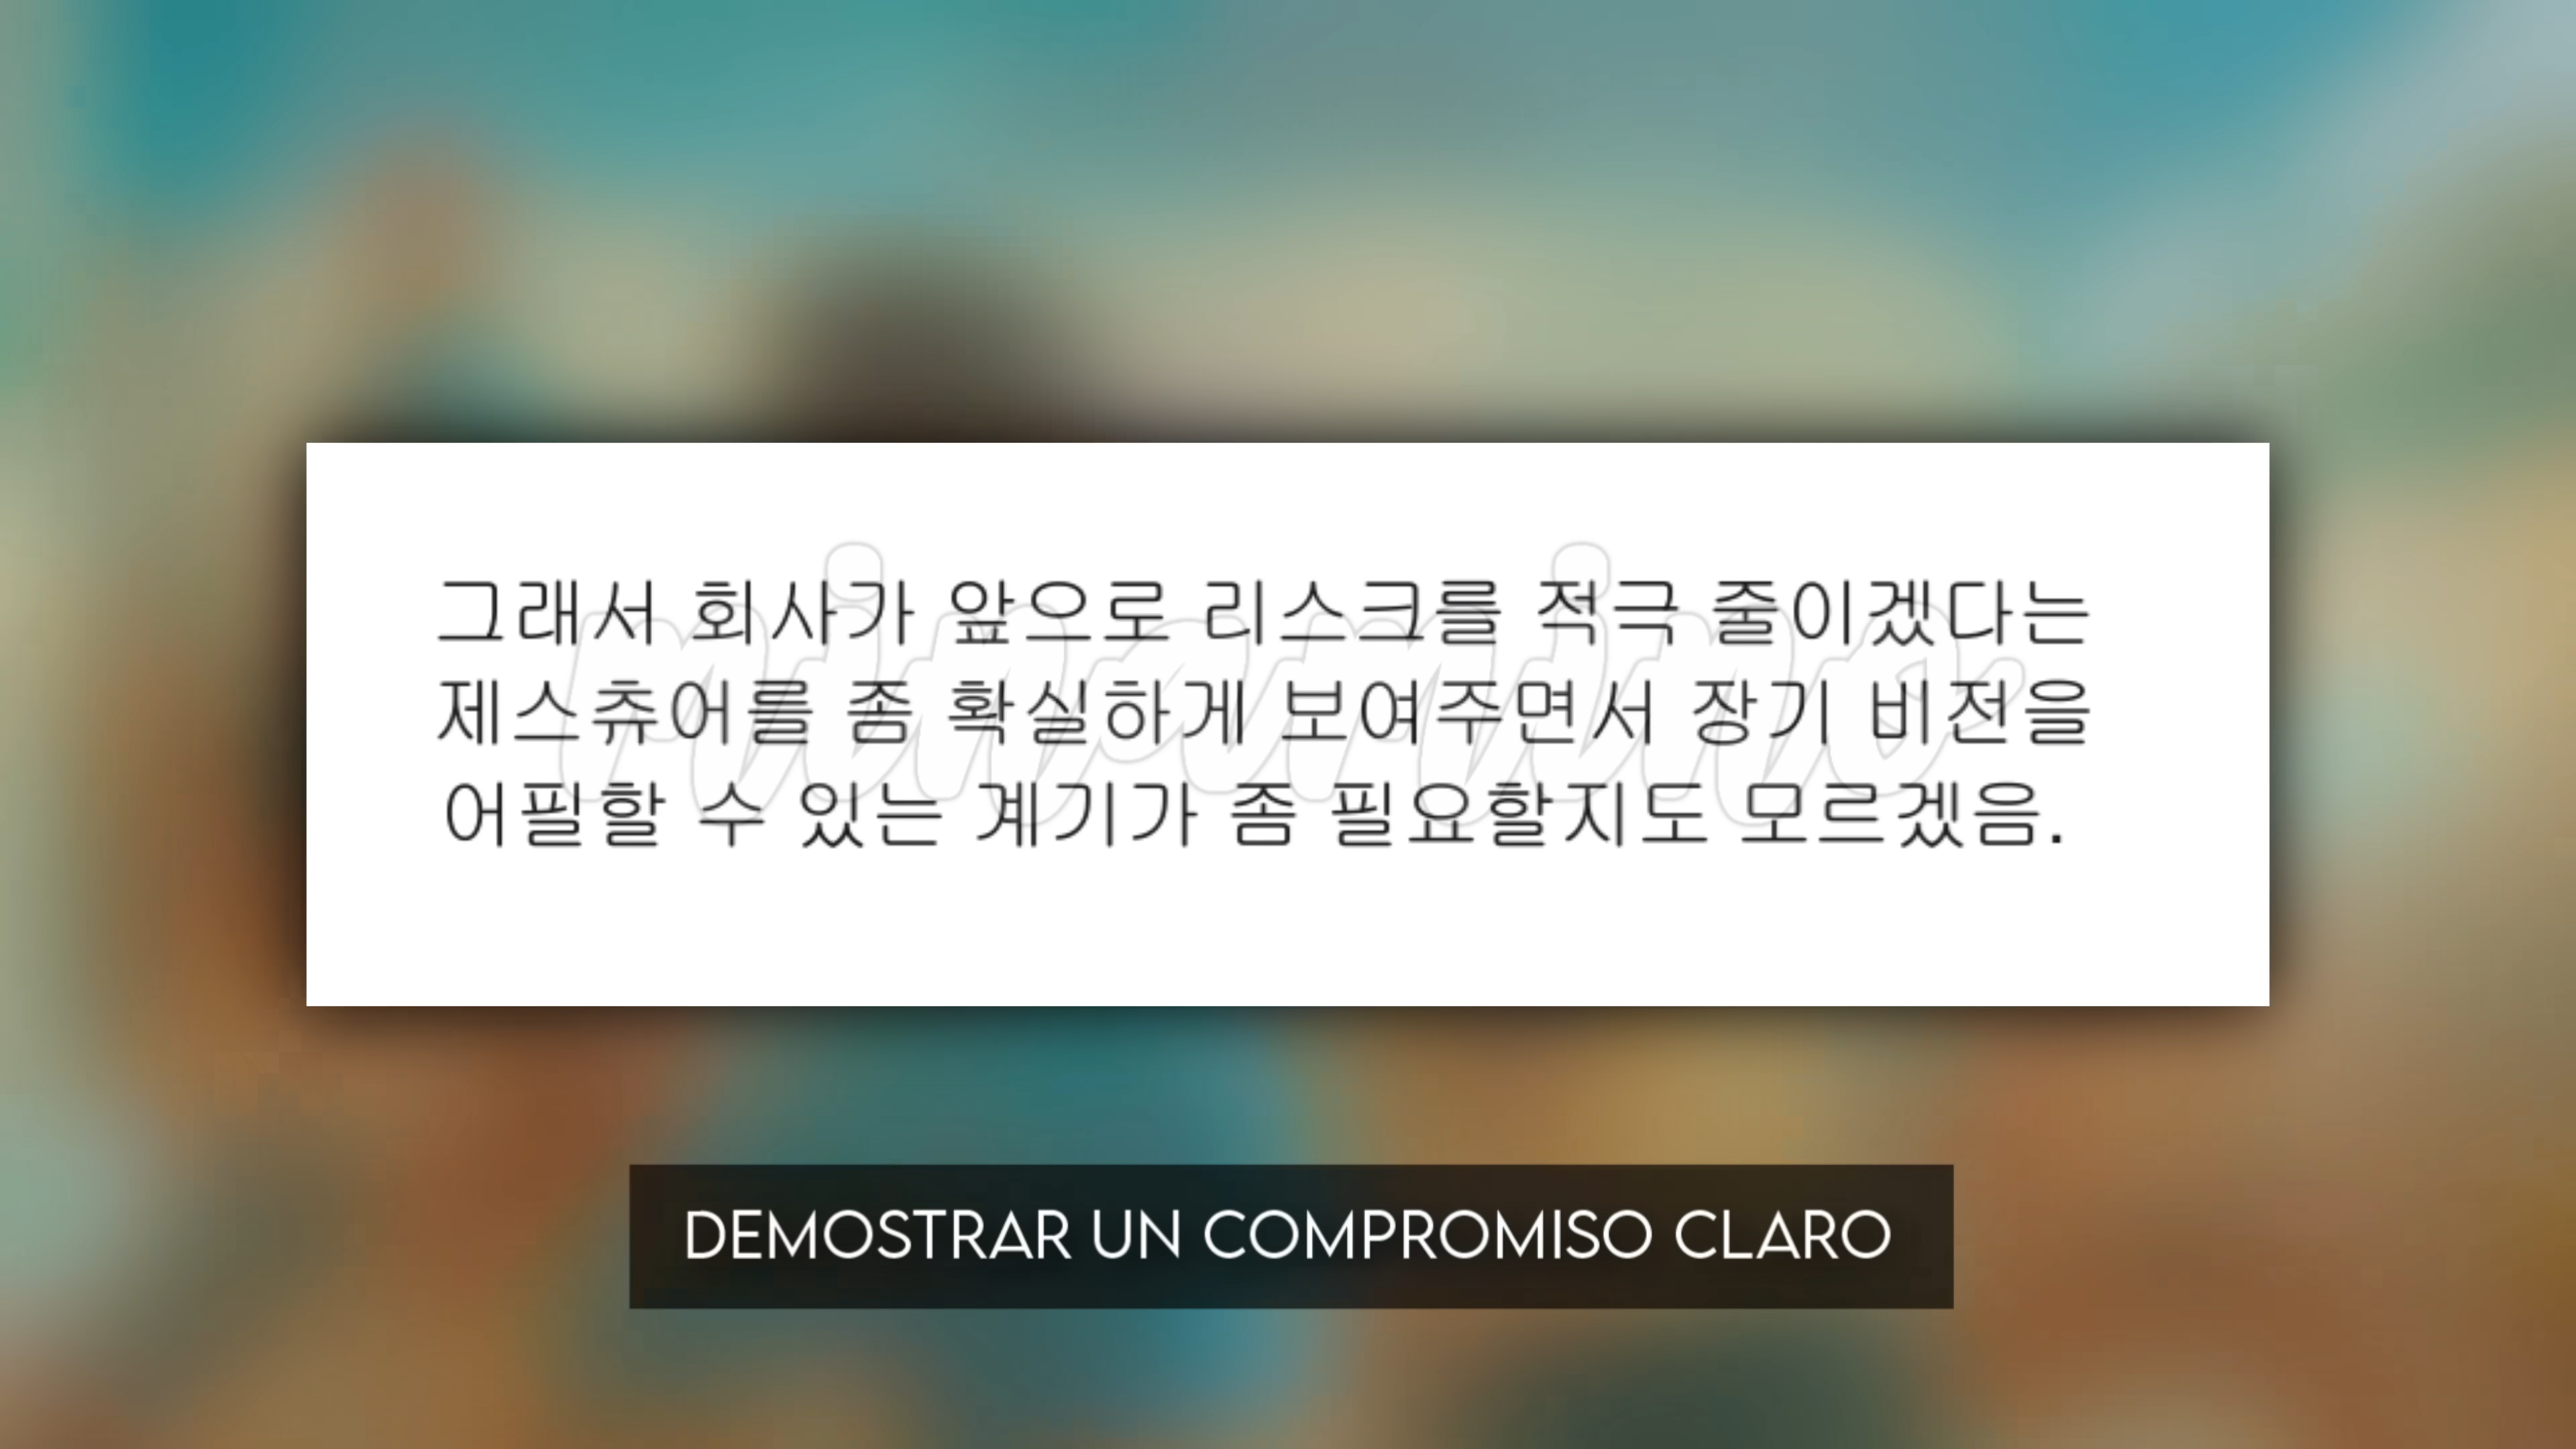 그래서 회사가 앞으로 리스크를 적극 줄이겠다는
제스츄어를 좀 확실하게 보여주면서 장기 비전을
어필할 수 있는 계기가 좀 필요할지도 모르겠음.
minamino
DEMOSTRAR UN COMPROMISO CLARO